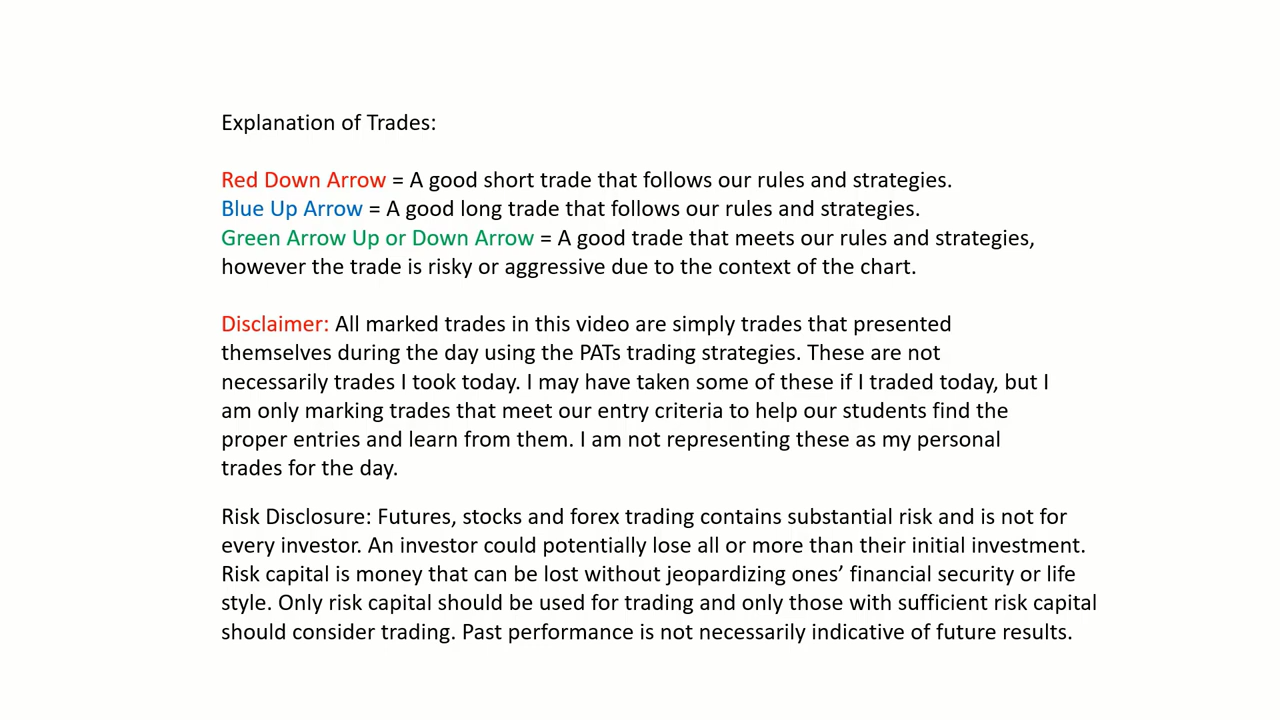 Explanation of Trades:
Red Down Arrow = A good short trade that follows our rules and strategies.
Blue Up Arrow = A good long trade that follows our rules and strategies.
Green Arrow Up or Down Arrow = A good trade that meets our rules and strategies,
however the trade is risky or aggressive due to the context of the chart.
Disclaimer: All marked trades in this video are simply trades that presented
themselves during the day using the PATs trading strategies. These are not
necessarily trades I took today. I may have taken some of these if I traded today, but I
am only marking trades that meet our entry criteria to help our students find the
proper entries and learn from them. I am not representing these as my personal
trades for the day.
Risk Disclosure: Futures, stocks and forex trading contains substantial risk and is not for
every investor. An investor could potentially lose all or more than their initial investment.
Risk capital is money that can be lost without jeopardizing ones’ financial security or life
style. Only risk capital should be used for trading and only those with sufficient risk capital
should consider trading. Past performance is not necessarily indicative of future results.